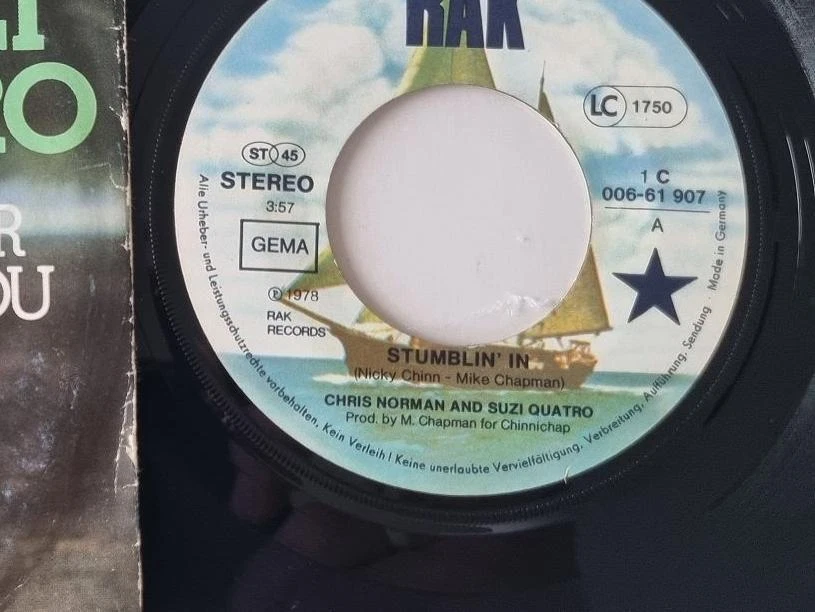 RAK
LC 1750
ST 45
STEREO
3:57
GEMA
℗ 1978
RAK
RECORDS
1 C
006-61 907
A
STUMBLIN' IN
(Nicky Chinn - Mike Chapman)
CHRIS NORMAN AND SUZI QUATRO
Prod. by M. Chapman for Chinnichap
Alle Urheber- und Leistungsschutzrechte vorbehalten. Kein Verleih! Keine unerlaubte Vervielfältigung, Verbreitung, Aufführung, Sendung · Made in Germany
RO
R
OU